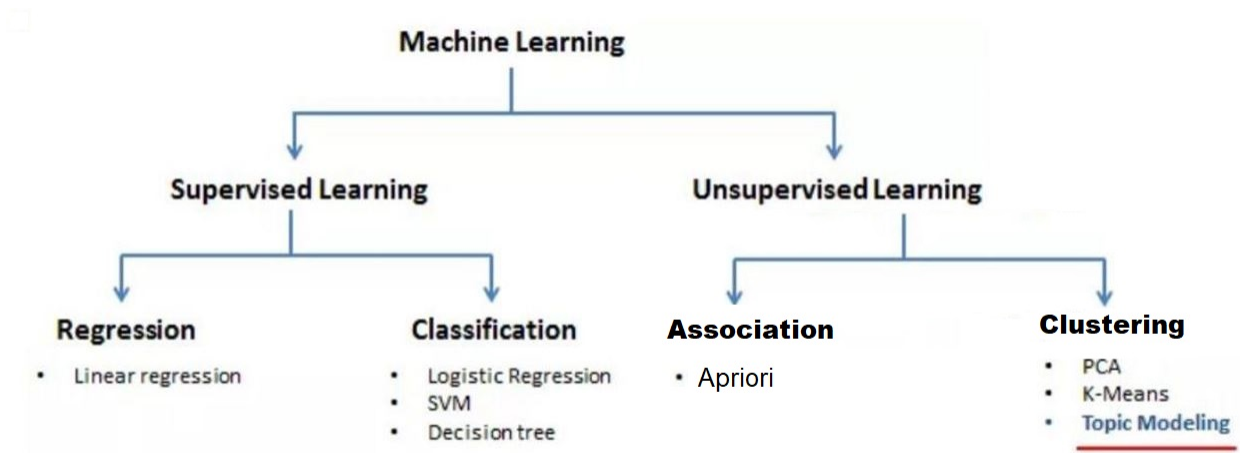 Machine Learning
Supervised Learning
Unsupervised Learning
Regression
• Linear regression
Classification
• Logistic Regression
• SVM
• Decision tree
Association
• Apriori
Clustering
• PCA
• K-Means
• Topic Modeling